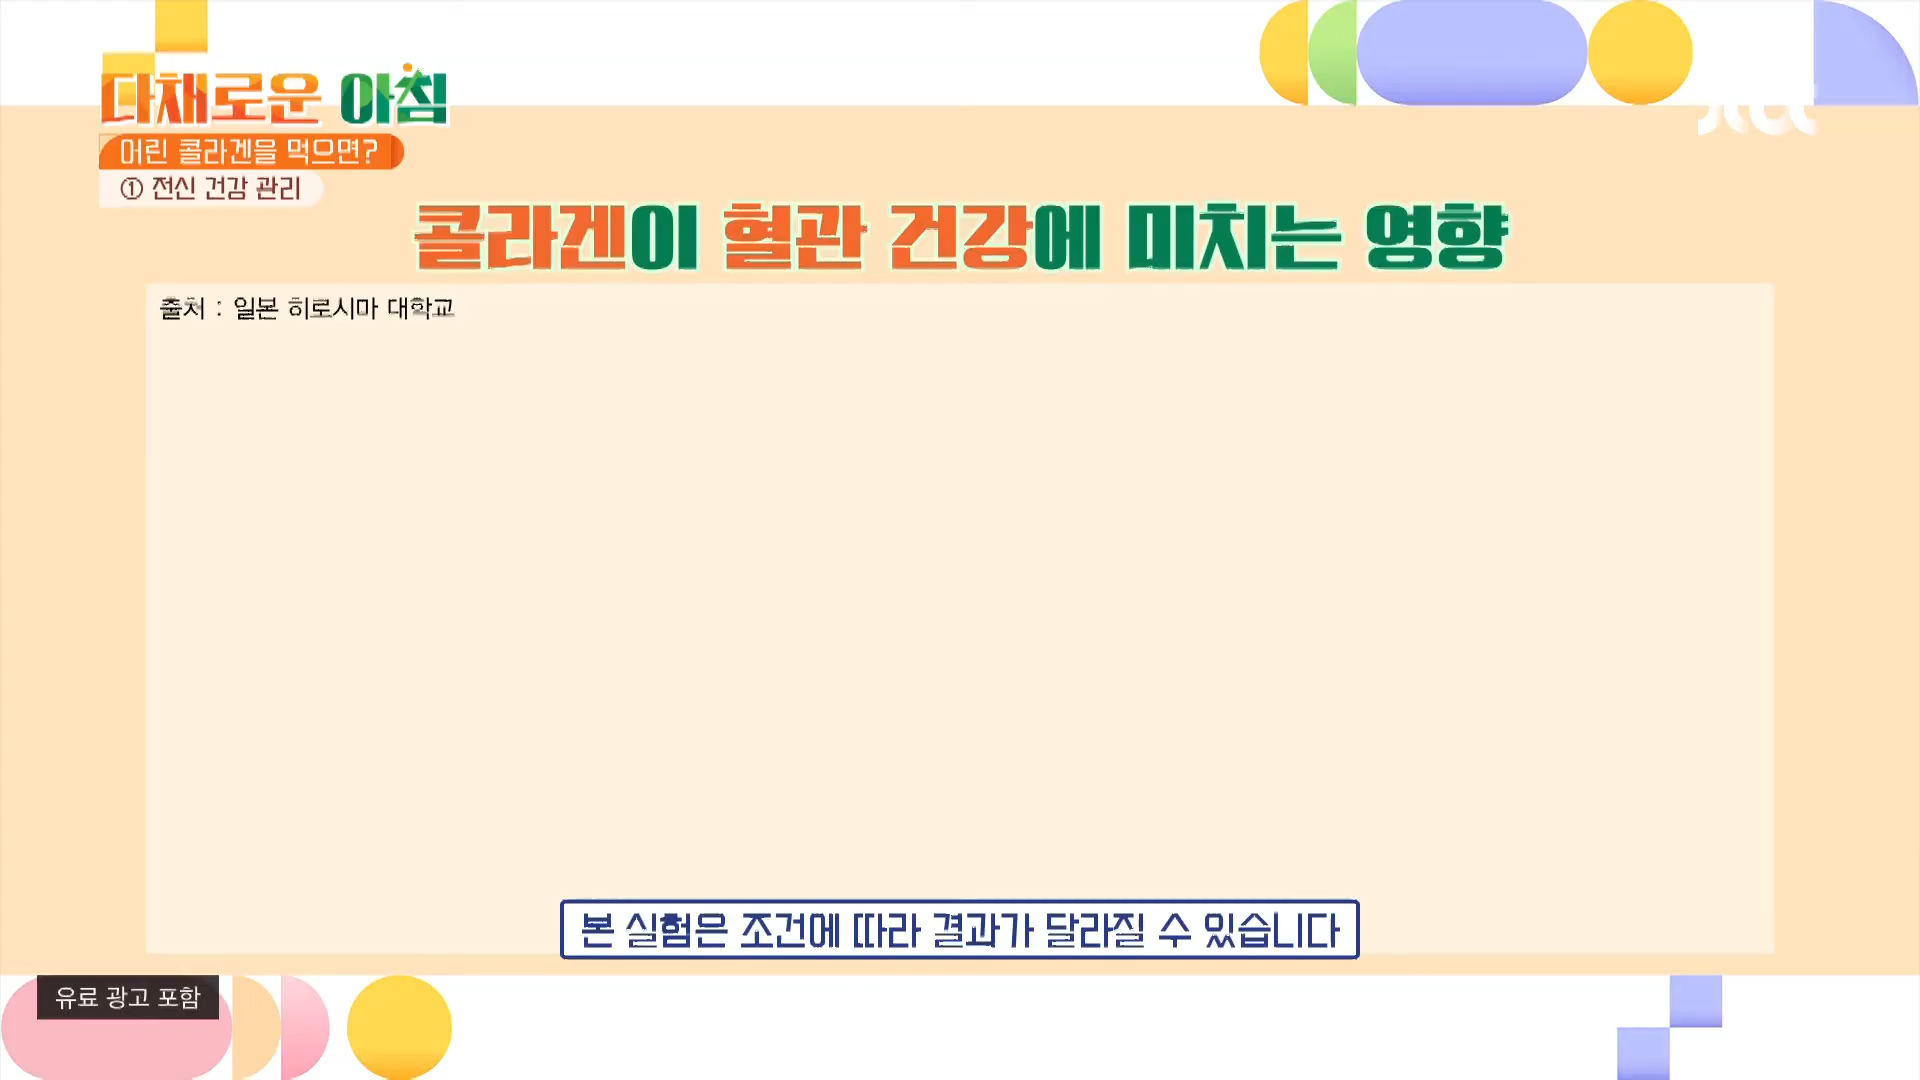 다채로운 아침
어린 콜라겐을 먹으면?
① 전신 건강 관리
콜라겐이 혈관 건강에 미치는 영향
출처 : 일본 히로시마 대학교
본 실험은 조건에 따라 결과가 달라질 수 있습니다
유료 광고 포함